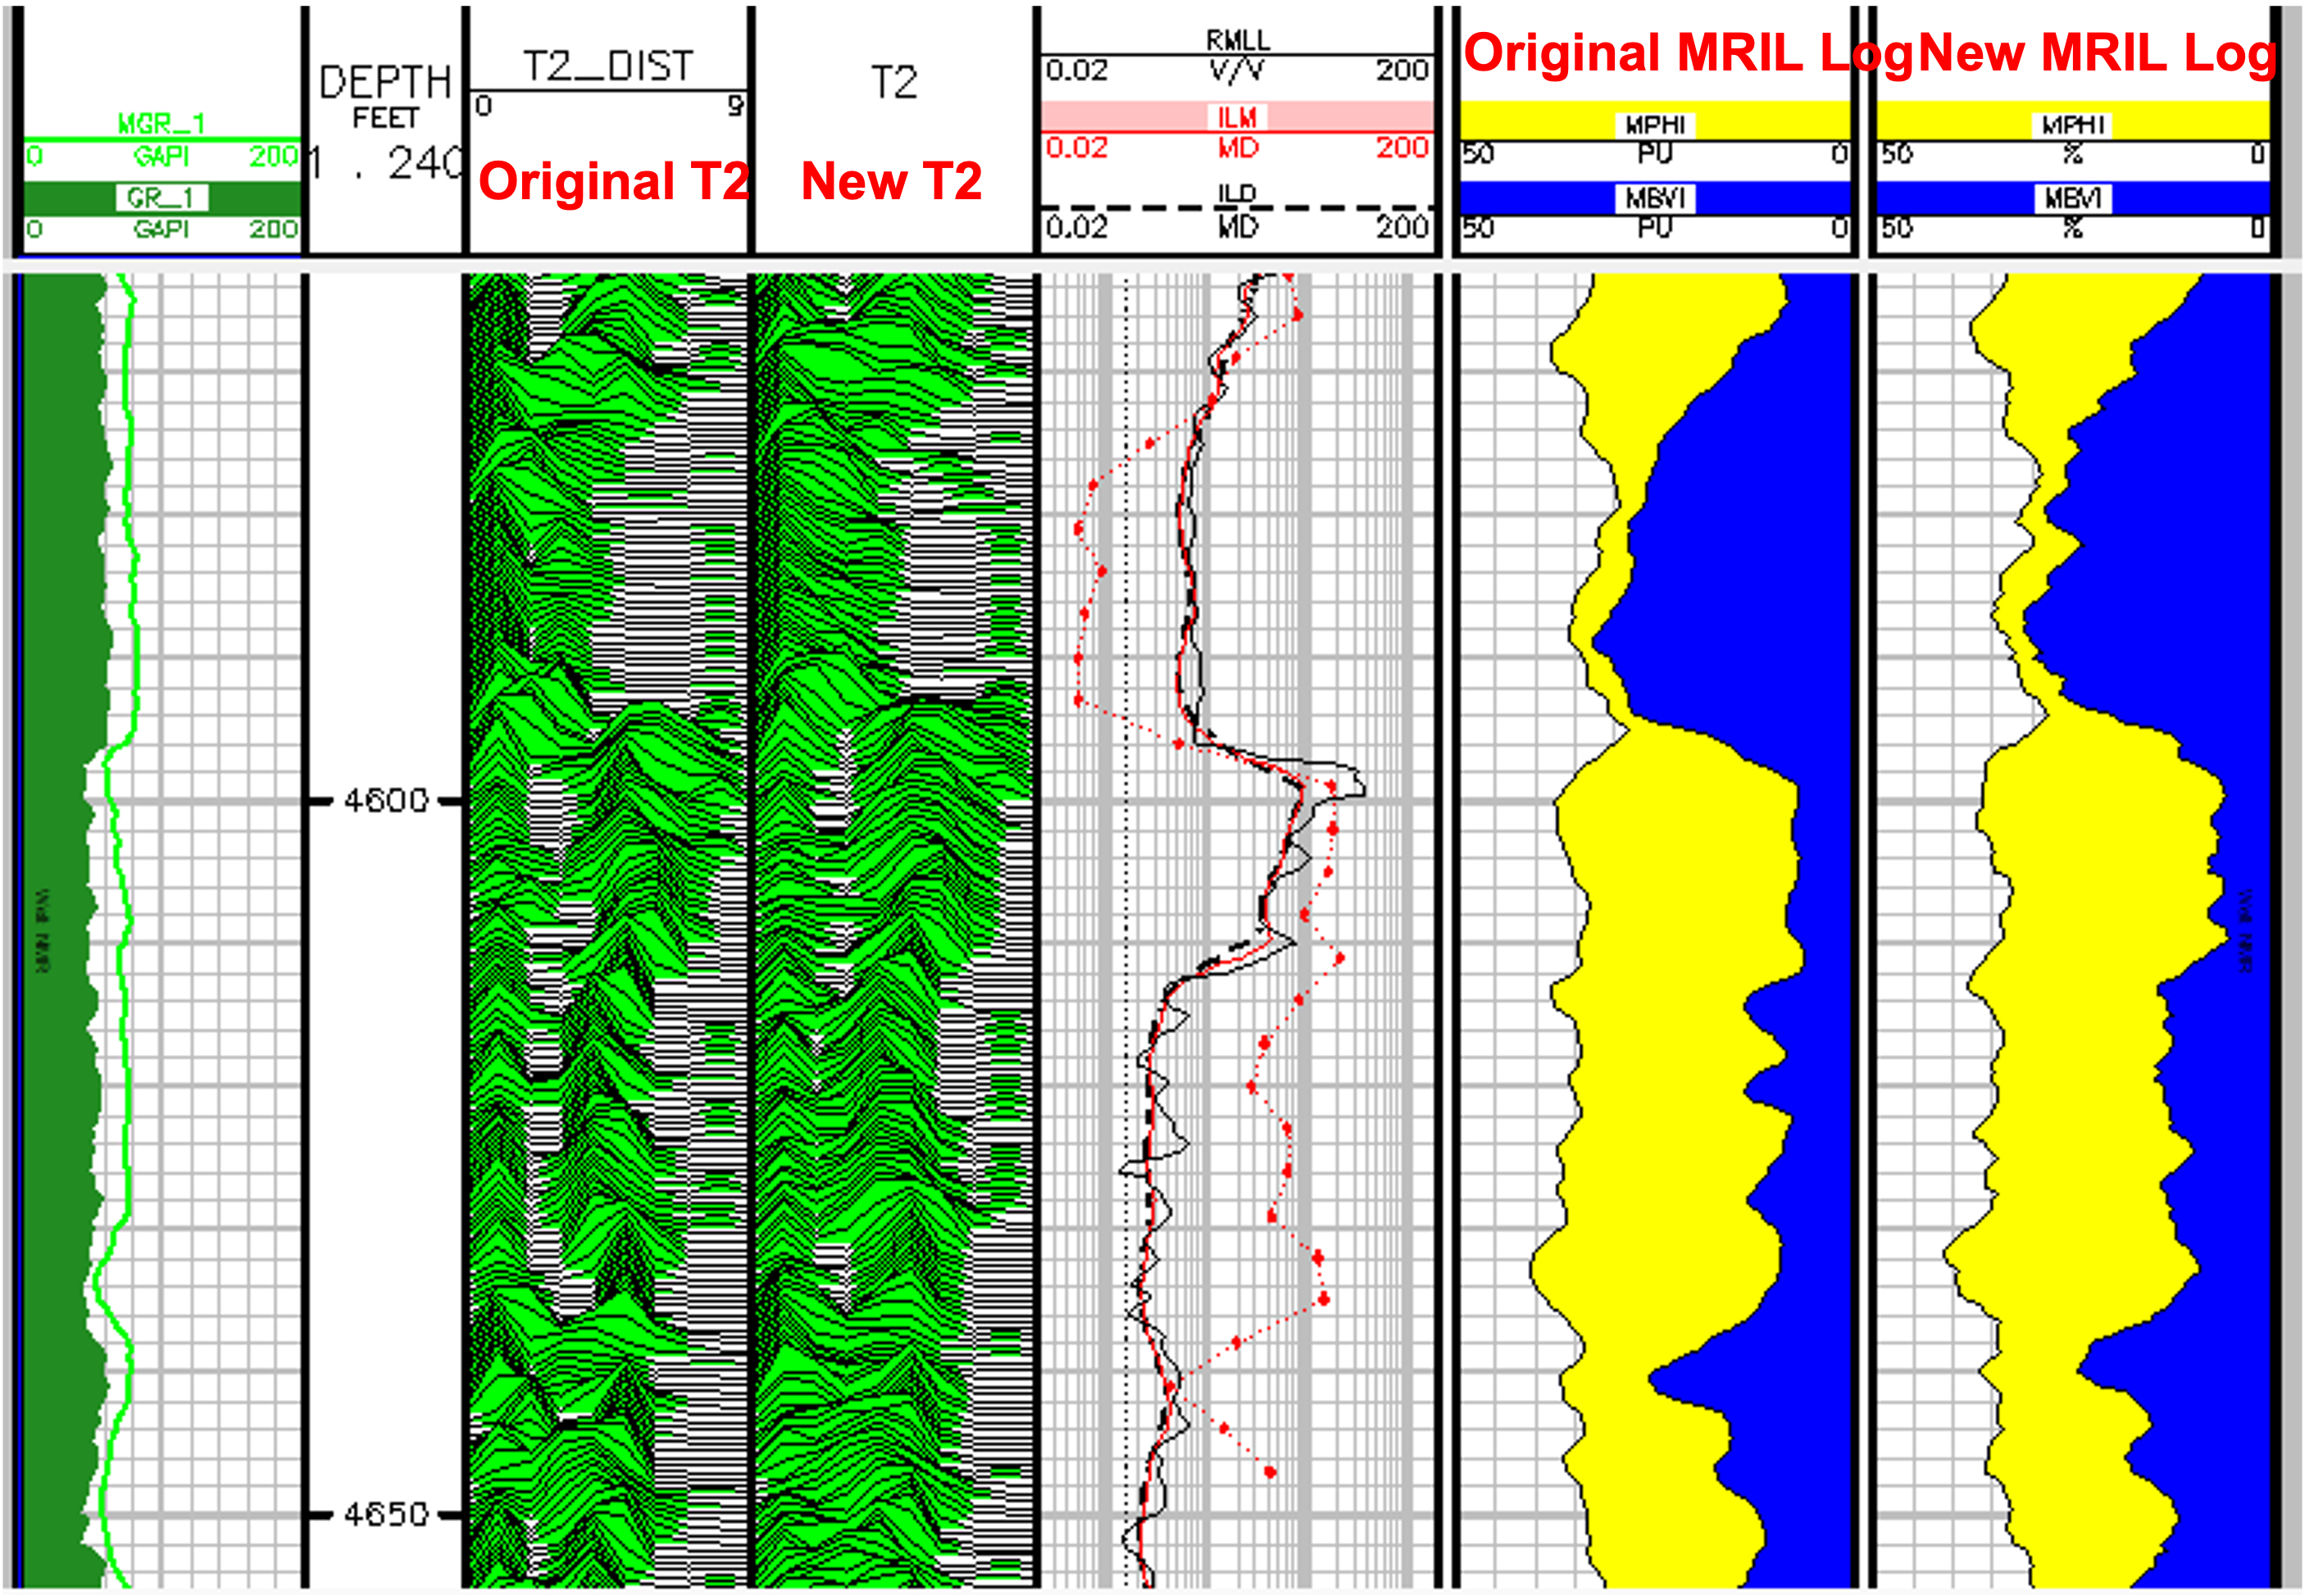 MGR_1
0 GAPI 200
GR_1
0 GAPI 200
DEPTH
FEET
1 . 240
T2_DIST
0 9
Original T2
T2
New T2
RMLL
0.02 V/V 200
ILM
0.02 MD 200
ILD
0.02 MD 200
Original MRIL Log
MPHI
50 PU 0
MBVI
50 PU 0
New MRIL Log
MPHI
50 % 0
MBVI
50 % 0
4600
4650